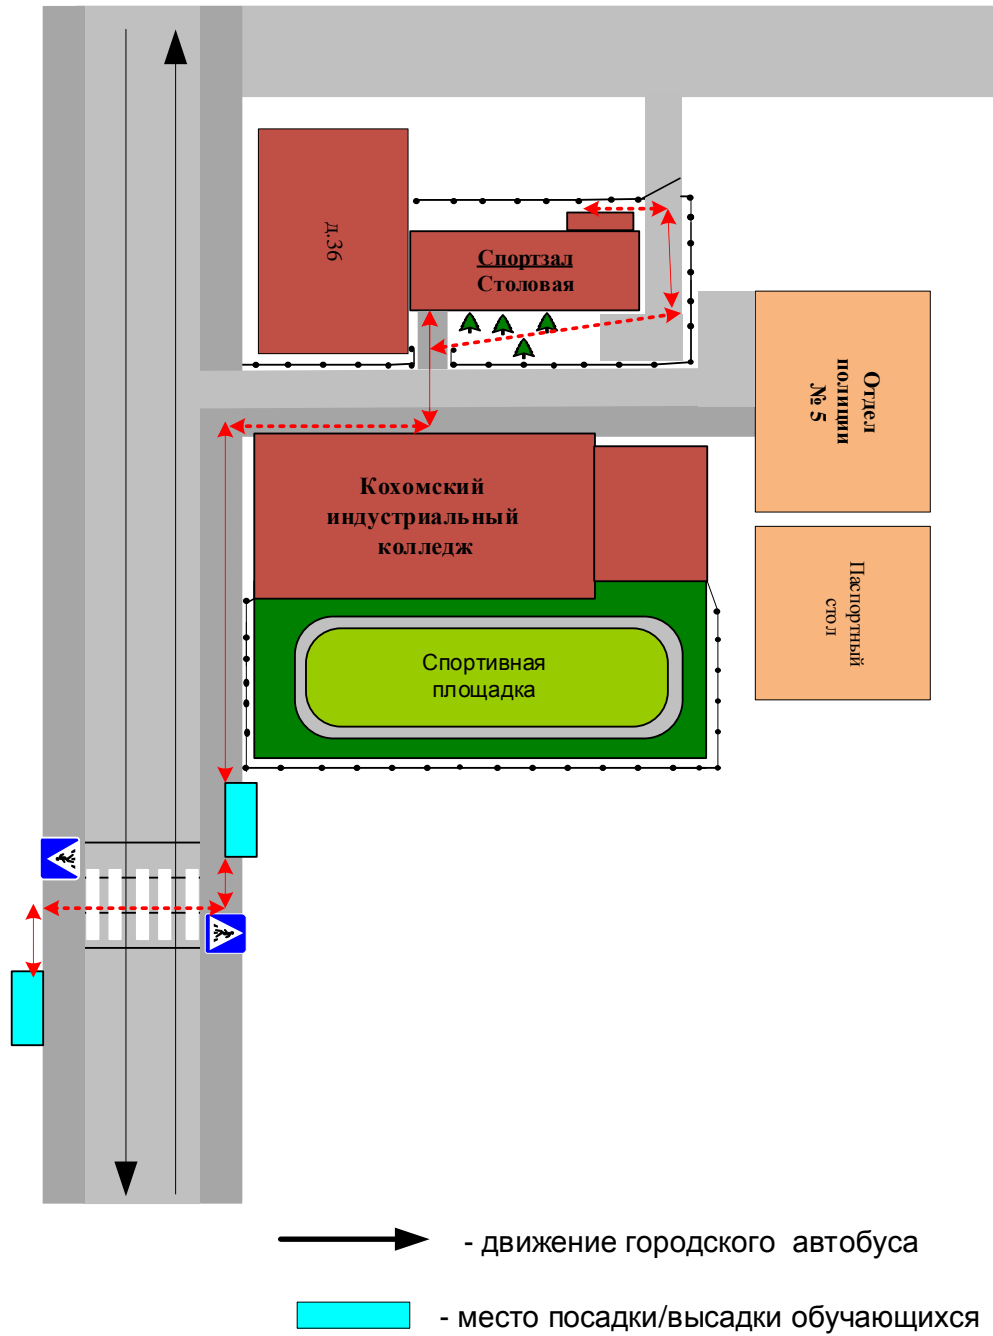 д.36
Спортзал
Столовая
Отдел
полиции
№ 5
Кохомский
индустриальный
колледж
Паспортный
стол
Спортивная
площадка
- движение городского автобуса
- место посадки/высадки обучающихся